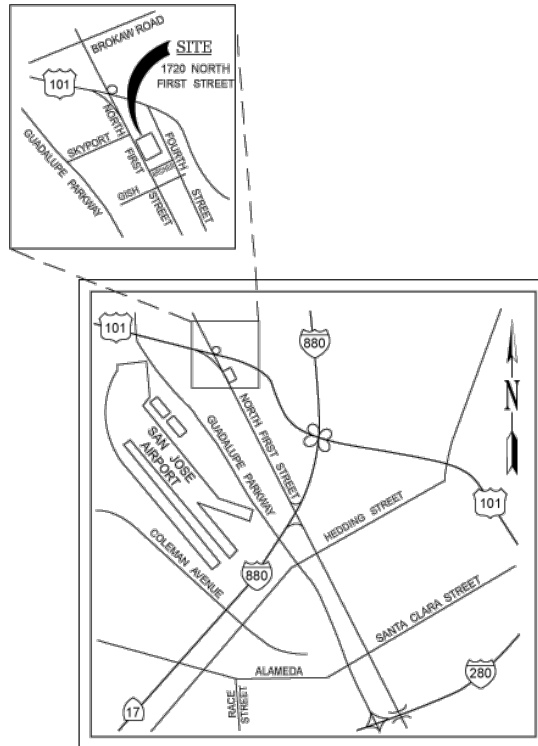 BROKAW ROAD
SITE
1720 NORTH
FIRST STREET
101
NORTH
FIRST
STREET
SKYPORT
FOURTH
STREET
GUADALUPE PARKWAY
GISH
101
880
N
NORTH FIRST STREET
GUADALUPE PARKWAY
SAN JOSE
AIRPORT
101
HEDDING STREET
COLEMAN AVENUE
880
SANTA CLARA STREET
ALAMEDA
280
RACE
STREET
17